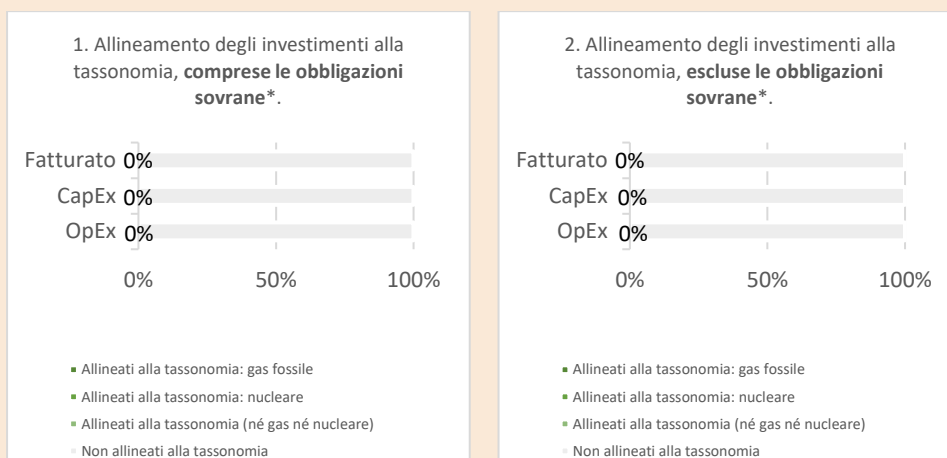 1. Allineamento degli investimenti alla
tassonomia, comprese le obbligazioni
sovrane*.
Fatturato 0%
CapEx 0%
OpEx 0%
0% 50% 100%
Allineati alla tassonomia: gas fossile
Allineati alla tassonomia: nucleare
Allineati alla tassonomia (né gas né nucleare)
Non allineati alla tassonomia
2. Allineamento degli investimenti alla
tassonomia, escluse le obbligazioni
sovrane*.
Fatturato 0%
CapEx 0%
OpEx 0%
0% 50% 100%
Allineati alla tassonomia: gas fossile
Allineati alla tassonomia: nucleare
Allineati alla tassonomia (né gas né nucleare)
Non allineati alla tassonomia